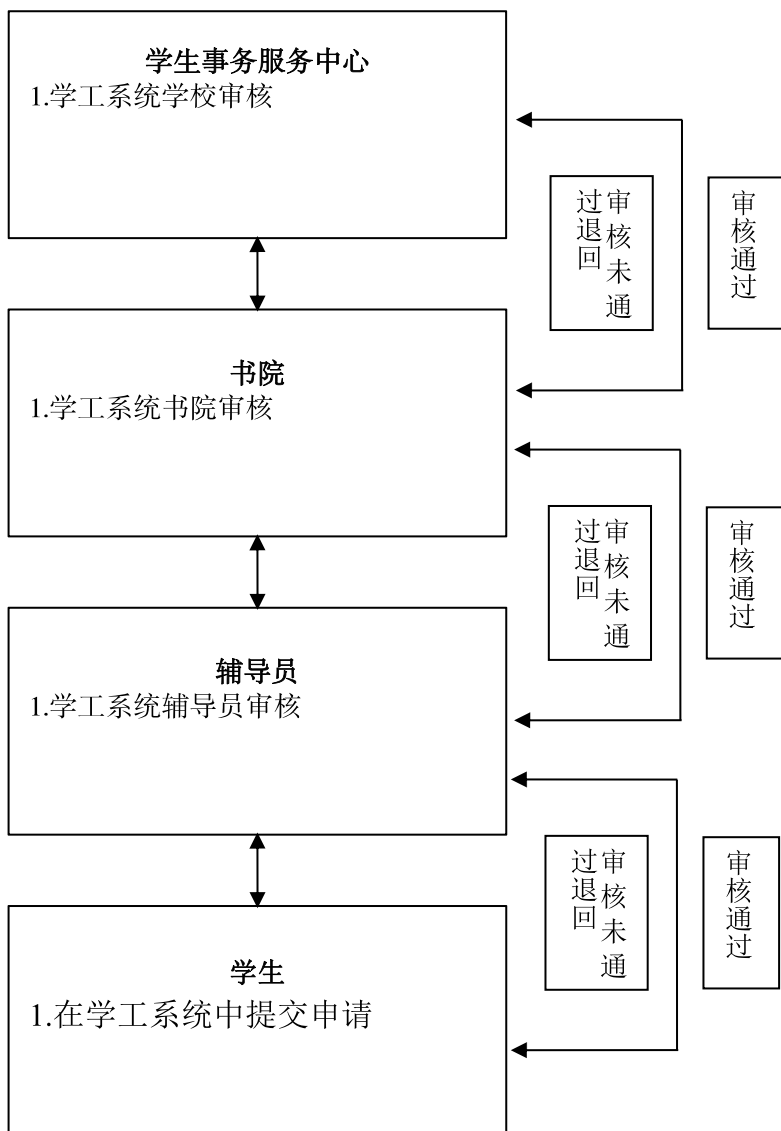 学生事务服务中心
1.学工系统学校审核
审核未通
过退回
审核通过
书院
1.学工系统书院审核
审核未通
过退回
审核通过
辅导员
1.学工系统辅导员审核
审核未通
过退回
审核通过
学生
1.在学工系统中提交申请